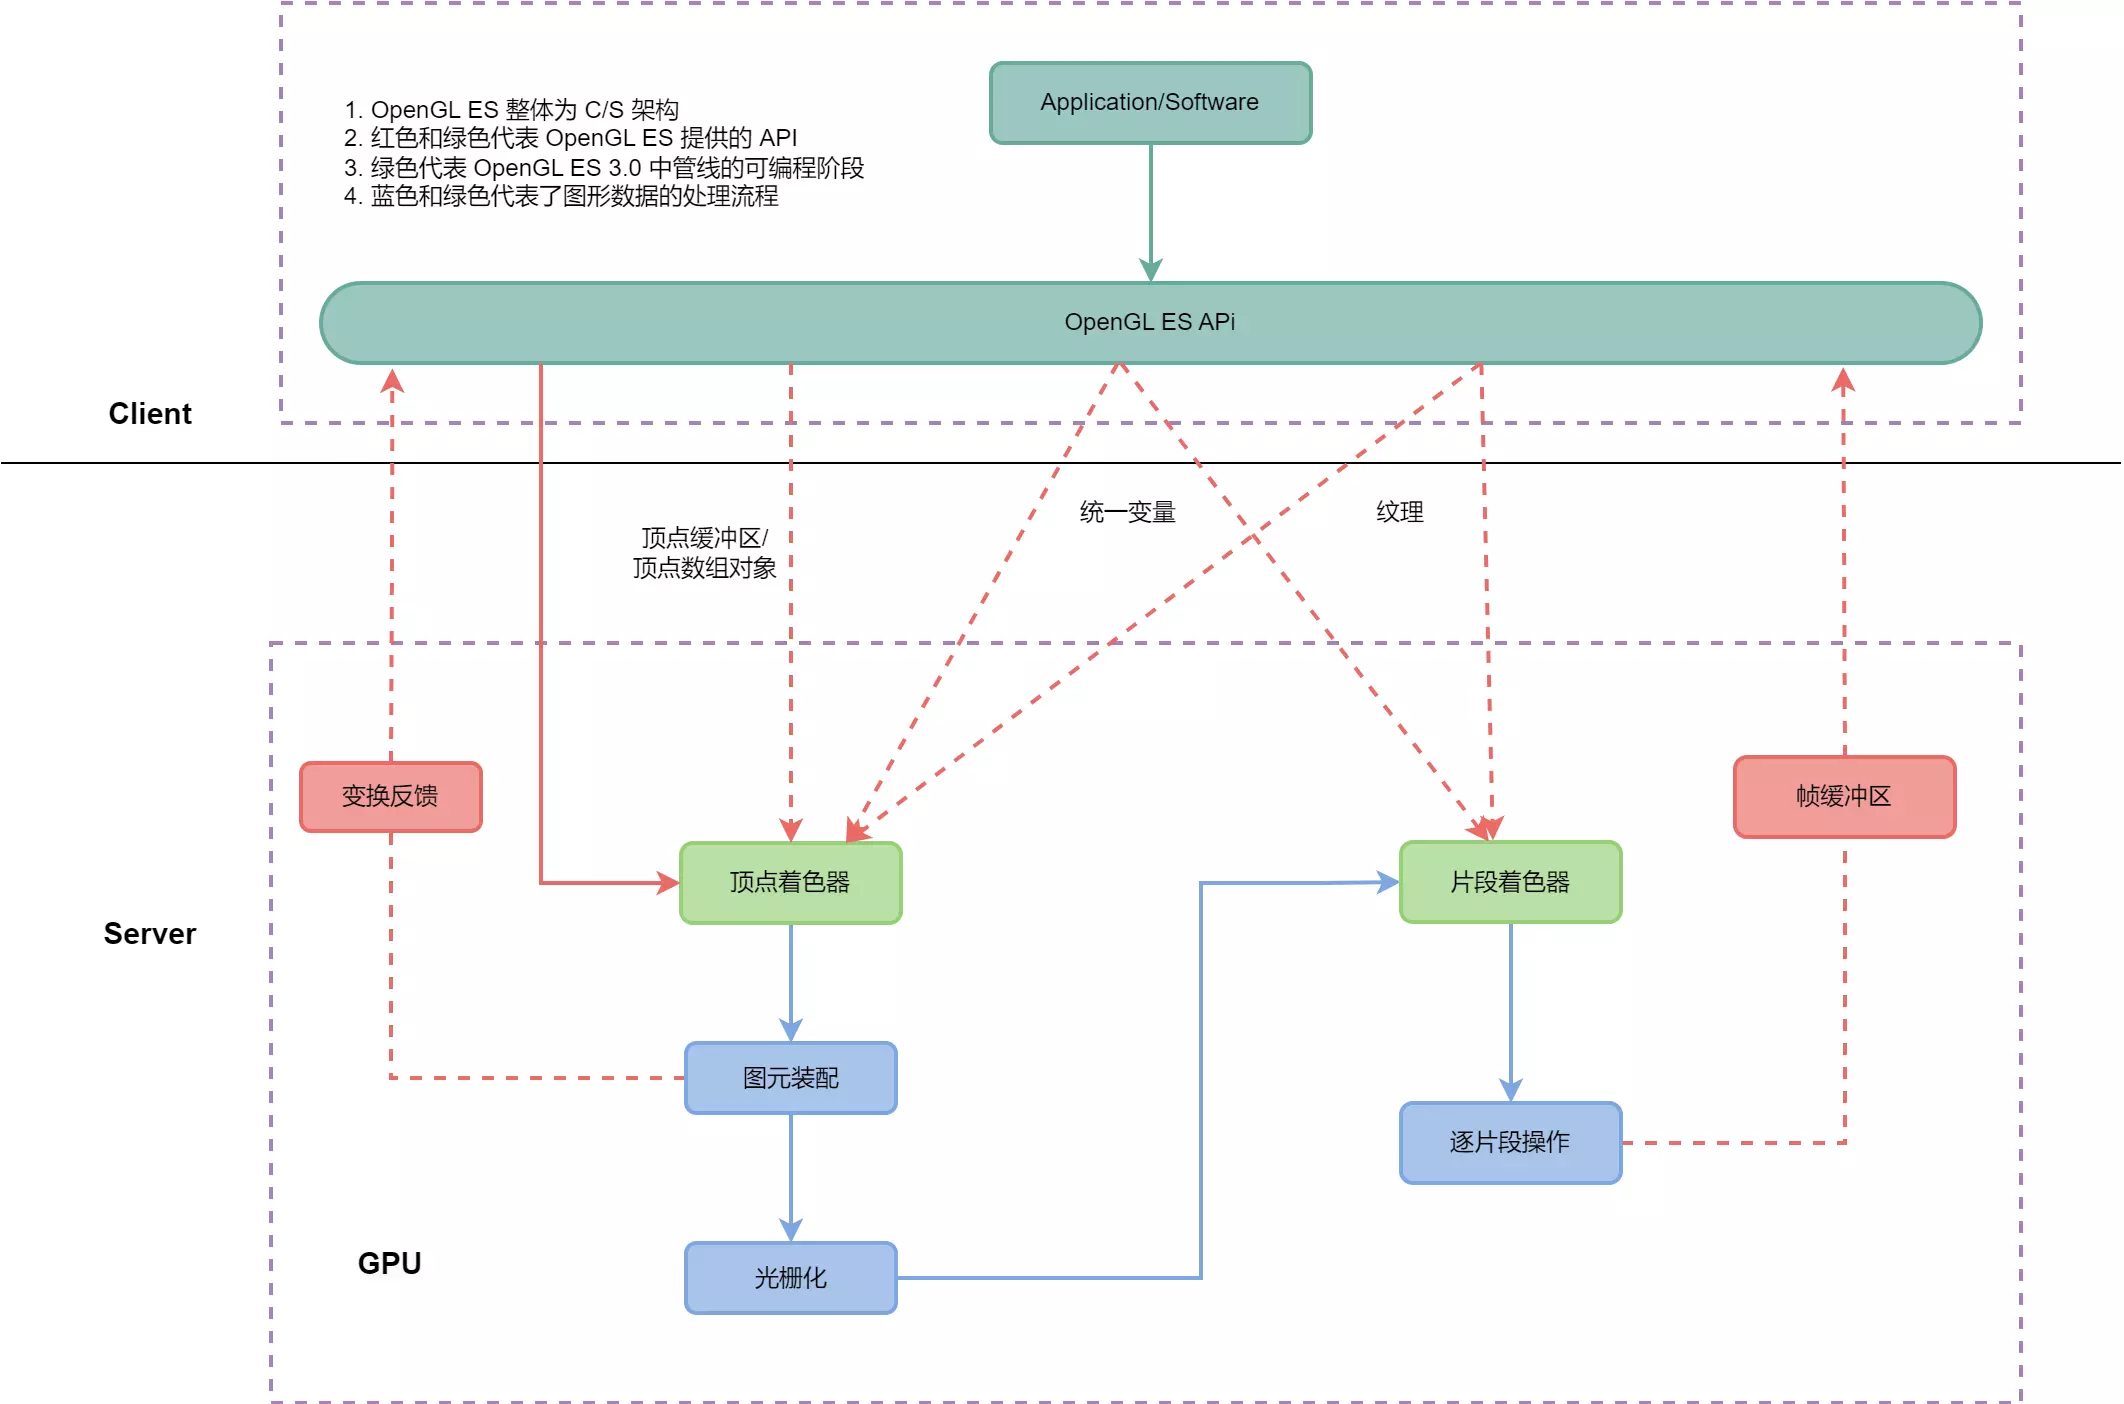 Application/Software
1. OpenGL ES 整体为 C/S 架构
2. 红色和绿色代表 OpenGL ES 提供的 API
3. 绿色代表 OpenGL ES 3.0 中管线的可编程阶段
4. 蓝色和绿色代表了图形数据的处理流程
OpenGL ES APi
Client
统一变量
纹理
顶点缓冲区/
顶点数组对象
变换反馈
帧缓冲区
顶点着色器
片段着色器
Server
图元装配
逐片段操作
GPU
光栅化